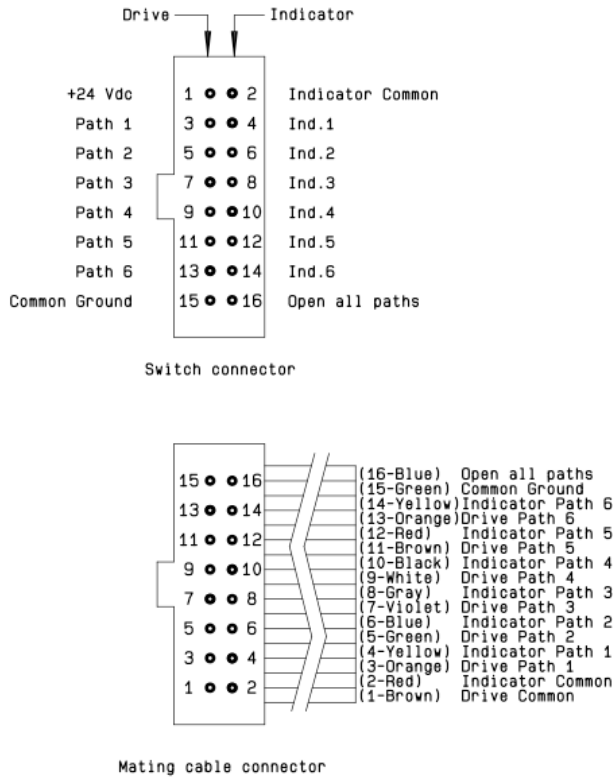 Drive Indicator
+24 Vdc 1 2 Indicator Common
Path 1 3 4 Ind.1
Path 2 5 6 Ind.2
Path 3 7 8 Ind.3
Path 4 9 10 Ind.4
Path 5 11 12 Ind.5
Path 6 13 14 Ind.6
Common Ground 15 16 Open all paths
Switch connector
15 16
13 14
11 12
9 10
7 8
5 6
3 4
1 2
(16-Blue) Open all paths
(15-Green) Common Ground
(14-Yellow) Indicator Path 6
(13-Orange) Drive Path 6
(12-Red) Indicator Path 5
(11-Brown) Drive Path 5
(10-Black) Indicator Path 4
(9-White) Drive Path 4
(8-Gray) Indicator Path 3
(7-Violet) Drive Path 3
(6-Blue) Indicator Path 2
(5-Green) Drive Path 2
(4-Yellow) Indicator Path 1
(3-Orange) Drive Path 1
(2-Red) Indicator Common
(1-Brown) Drive Common
Mating cable connector